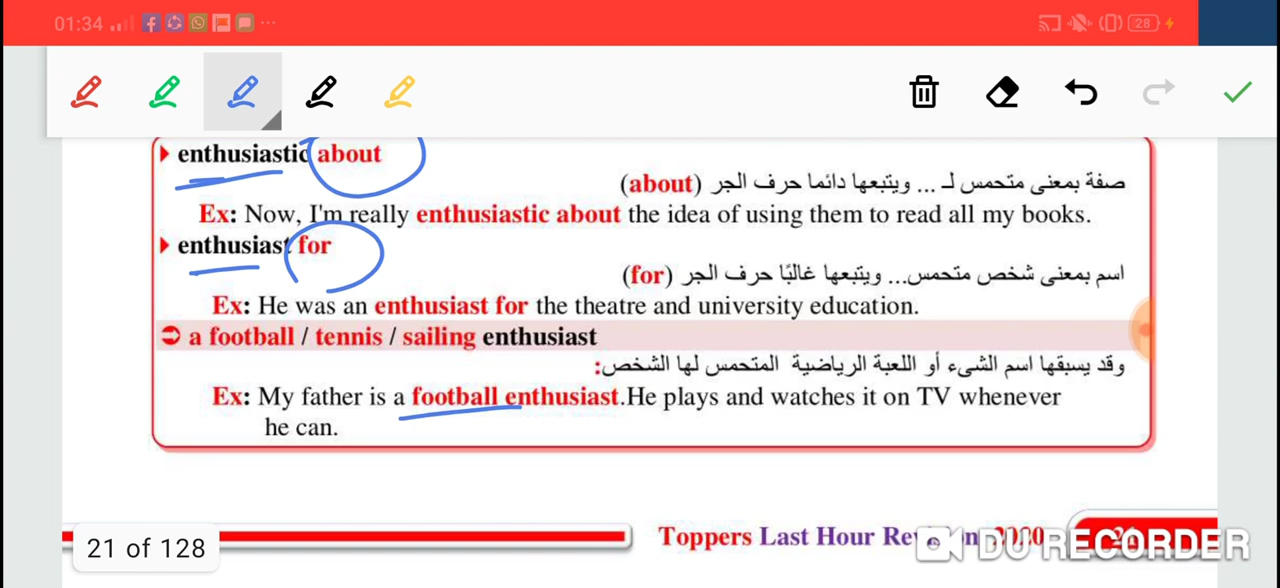 01:34
28
enthusiastic about
صفة بمعنى متحمس لـ ... ويتبعها دائما حرف الجر (about)
Ex: Now, I'm really enthusiastic about the idea of using them to read all my books.
enthusiast for
اسم بمعنى شخص متحمس... ويتبعها غالبًا حرف الجر (for)
Ex: He was an enthusiast for the theatre and university education.
a football / tennis / sailing enthusiast
وقد يسبقها اسم الشيء أو اللعبة الرياضية المتحمس لها الشخص:
Ex: My father is a football enthusiast.He plays and watches it on TV whenever
he can.
21 of 128
Toppers Last Hour 2020
DU RECORDER